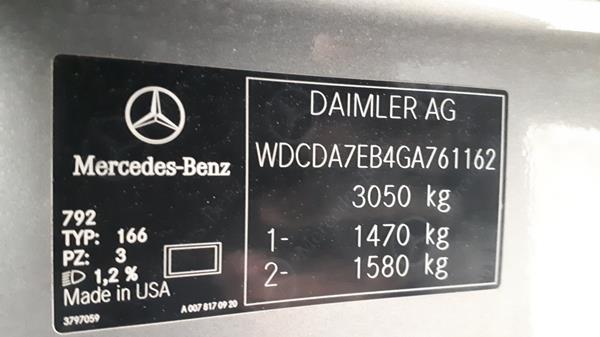 Mercedes-Benz
792
TYP: 166
PZ: 3
1,2 %
Made in USA
3797059
A 007 817 09 20
DAIMLER AG
WDCDA7EB4GA761162
3050 kg
1- 1470 kg
2- 1580 kg